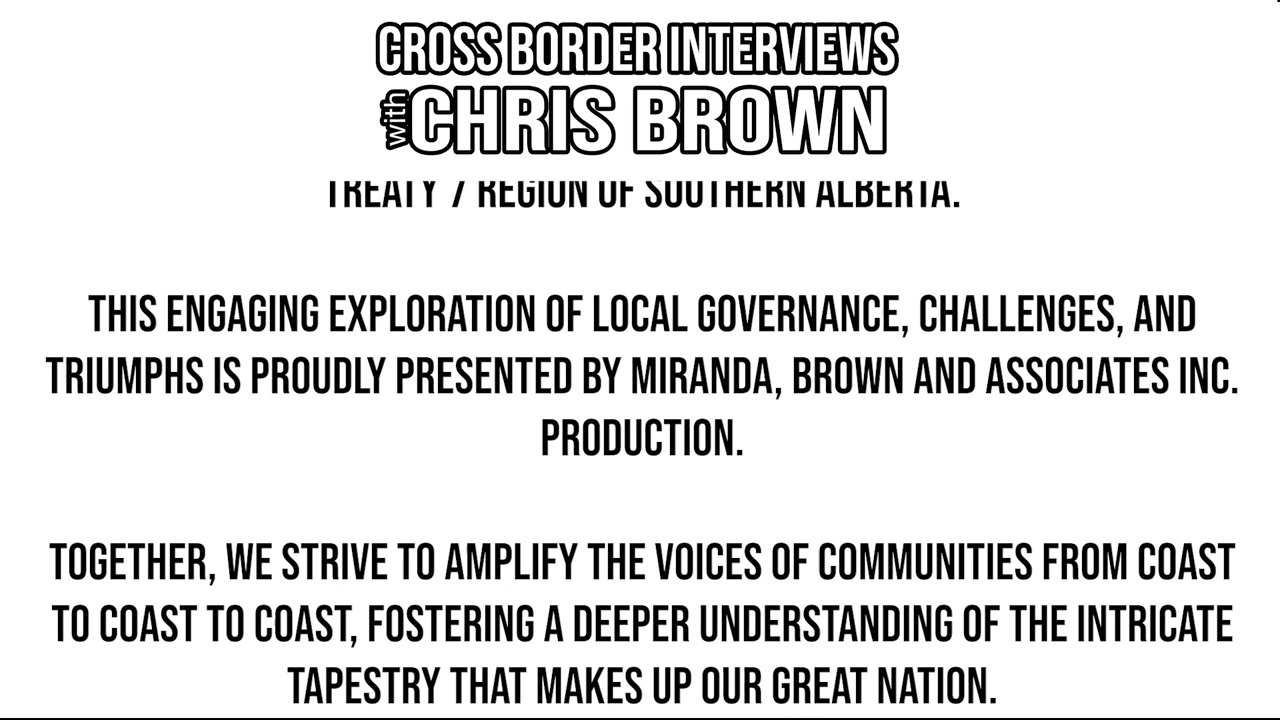 CROSS BORDER INTERVIEWS
with CHRIS BROWN
TREATY 7 REGION OF SOUTHERN ALBERTA.
THIS ENGAGING EXPLORATION OF LOCAL GOVERNANCE, CHALLENGES, AND
TRIUMPHS IS PROUDLY PRESENTED BY MIRANDA, BROWN AND ASSOCIATES INC.
PRODUCTION.
TOGETHER, WE STRIVE TO AMPLIFY THE VOICES OF COMMUNITIES FROM COAST
TO COAST TO COAST, FOSTERING A DEEPER UNDERSTANDING OF THE INTRICATE
TAPESTRY THAT MAKES UP OUR GREAT NATION.